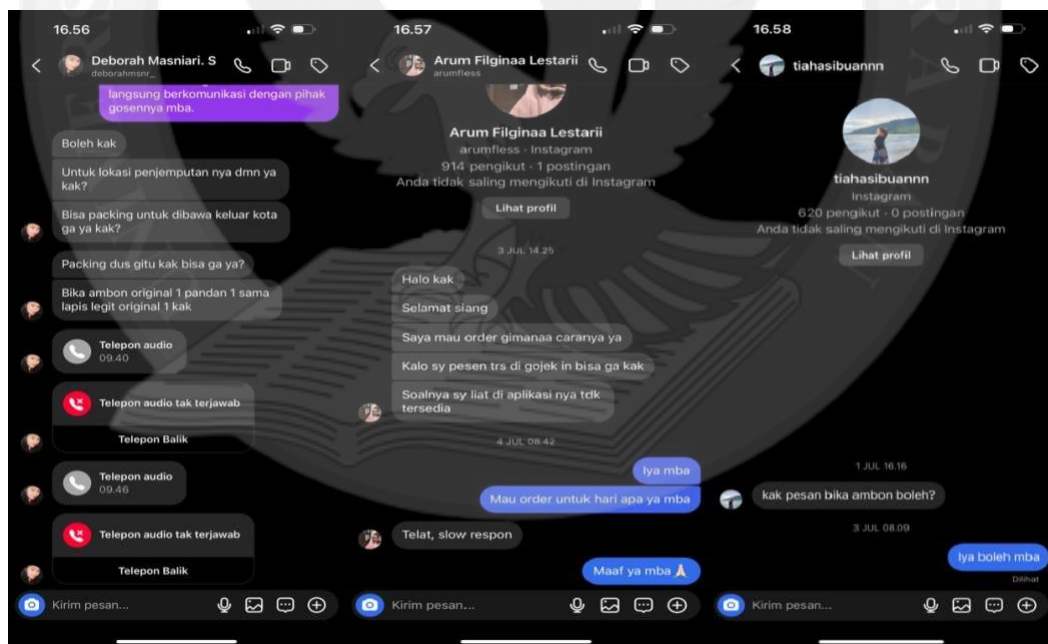 16.56
Deborah Masniari. S
deborahmsnr_
langsung berkomunikasi dengan pihak
gosennya mba.
Boleh kak
Untuk lokasi penjemputan nya dmn ya
kak?
Bisa packing untuk dibawa keluar kota
ga ya kak?
Packing dus gitu kak bisa ga ya?
Bika ambon original 1 pandan 1 sama
lapis legit original 1 kak
Telepon audio
09.40
Telepon audio tak terjawab
Telepon Balik
Telepon audio
09.46
Telepon audio tak terjawab
Telepon Balik
Kirim pesan...
16.57
Arum Filginaa Lestarii
arumfless
Arum Filginaa Lestarii
arumfless · Instagram
914 pengikut · 1 postingan
Anda tidak saling mengikuti di Instagram
Lihat profil
3 JUL 14.25
Halo kak
Selamat siang
Saya mau order gimanaa caranya ya
Kalo sy pesen trs di gojek in bisa ga kak
Soalnya sy liat di aplikasi nya tdk
tersedia
4 JUL 08.42
Iya mba
Mau order untuk hari apa ya mba
Telat, slow respon
Maaf ya mba 🙏🏻
Kirim pesan...
16.58
tiahasibuannn
tiahasibuannn
Instagram
620 pengikut · 0 postingan
Anda tidak saling mengikuti di Instagram
Lihat profil
1 JUL 16.16
kak pesan bika ambon boleh?
3 JUL 08.09
Iya boleh mba
Dilihat
Kirim pesan...